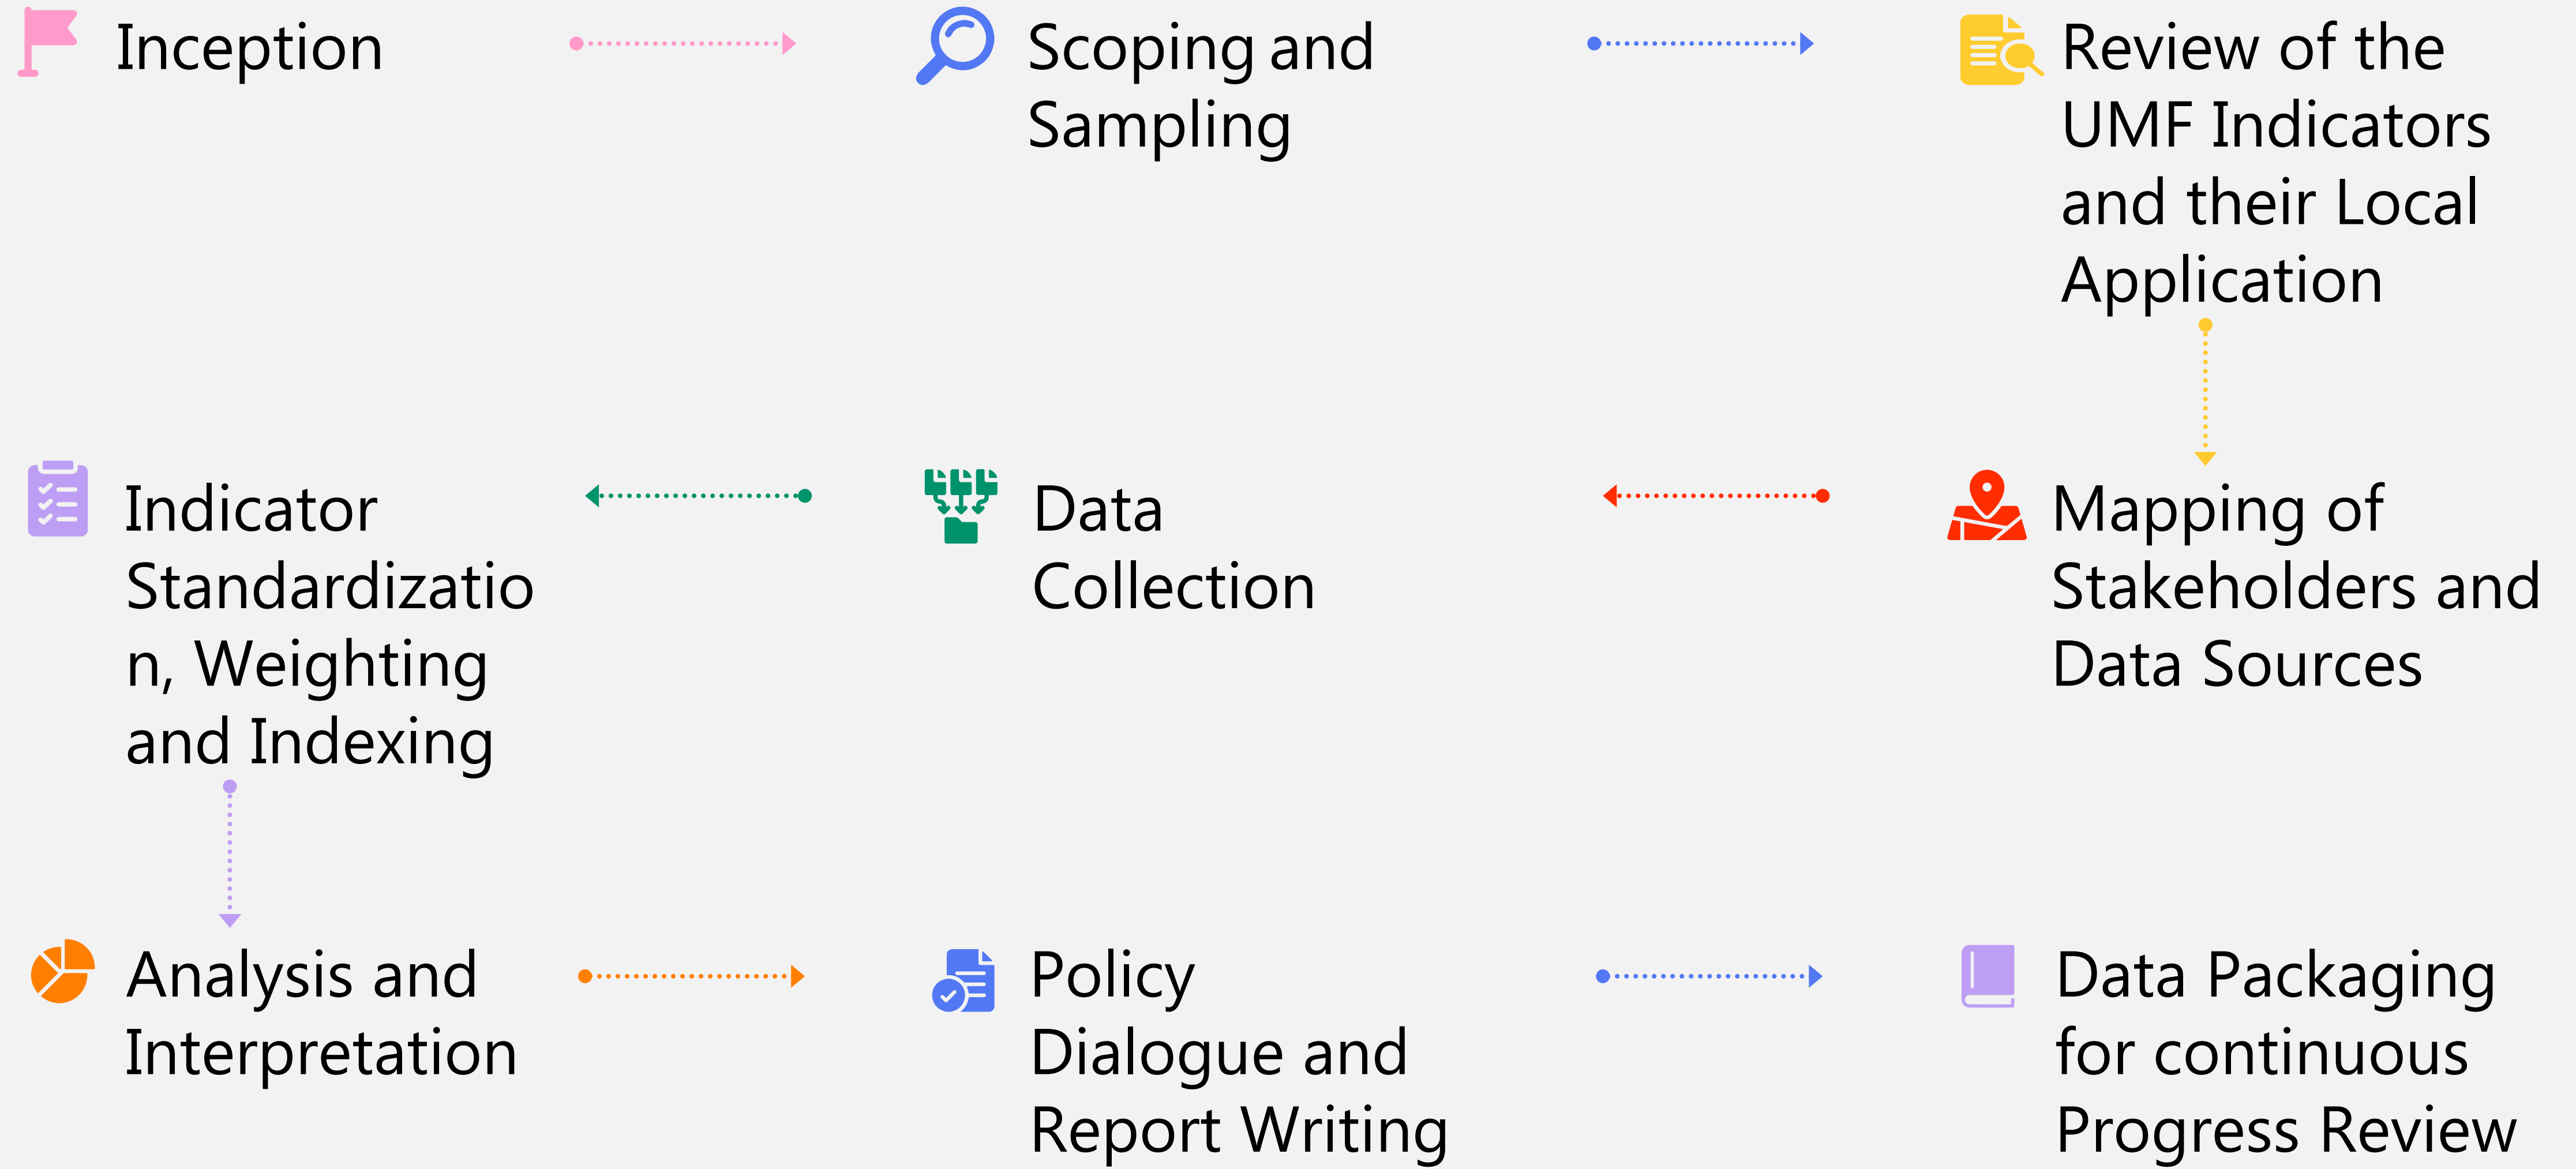 Inception
Scoping and
Sampling
Review of the
UMF Indicators
and their Local
Application
Mapping of
Stakeholders and
Data Sources
Data
Collection
Indicator
Standardizatio
n, Weighting
and Indexing
Analysis and
Interpretation
Policy
Dialogue and
Report Writing
Data Packaging
for continuous
Progress Review